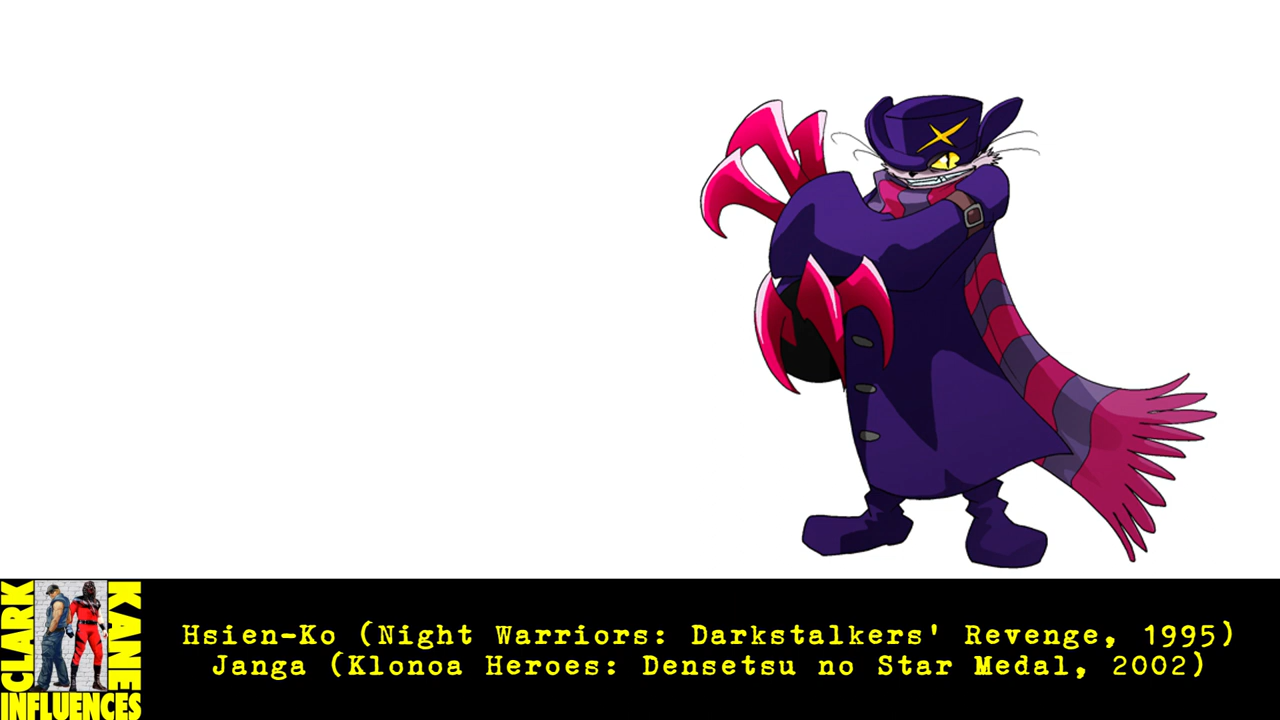 CLARK
KANE
INFLUENCES
Hsien-Ko (Night Warriors: Darkstalkers' Revenge, 1995)
Janga (Klonoa Heroes: Densetsu no Star Medal, 2002)